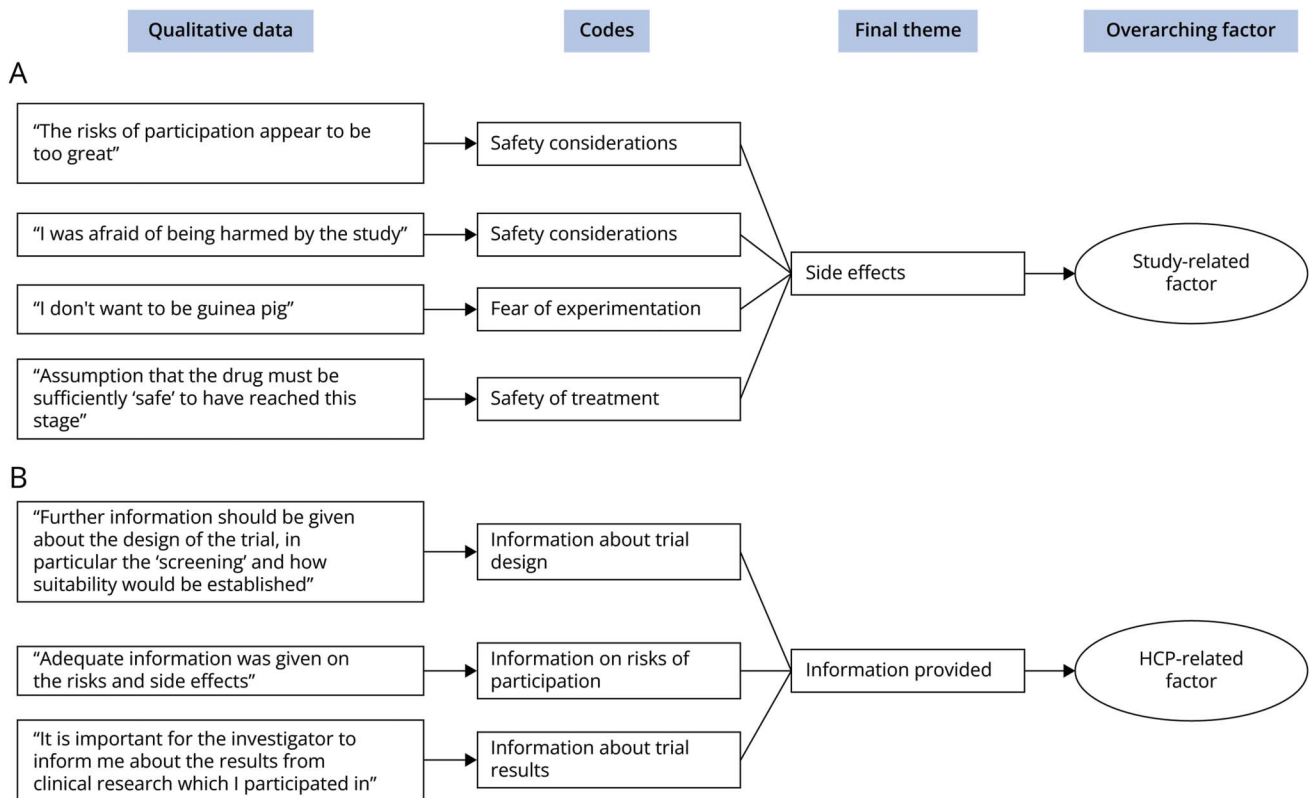 Qualitative data
Codes
Final theme
Overarching factor
A
“The risks of participation appear to be
too great”
Safety considerations
“I was afraid of being harmed by the study”
Safety considerations
“I don't want to be guinea pig”
Fear of experimentation
“Assumption that the drug must be
sufficiently ‘safe’ to have reached this
stage”
Safety of treatment
Side effects
Study-related
factor
B
“Further information should be given
about the design of the trial, in
particular the ‘screening’ and how
suitability would be established”
Information about trial
design
“Adequate information was given on
the risks and side effects”
Information on risks of
participation
“It is important for the investigator to
inform me about the results from
clinical research which I participated in”
Information about trial
results
Information provided
HCP-related
factor